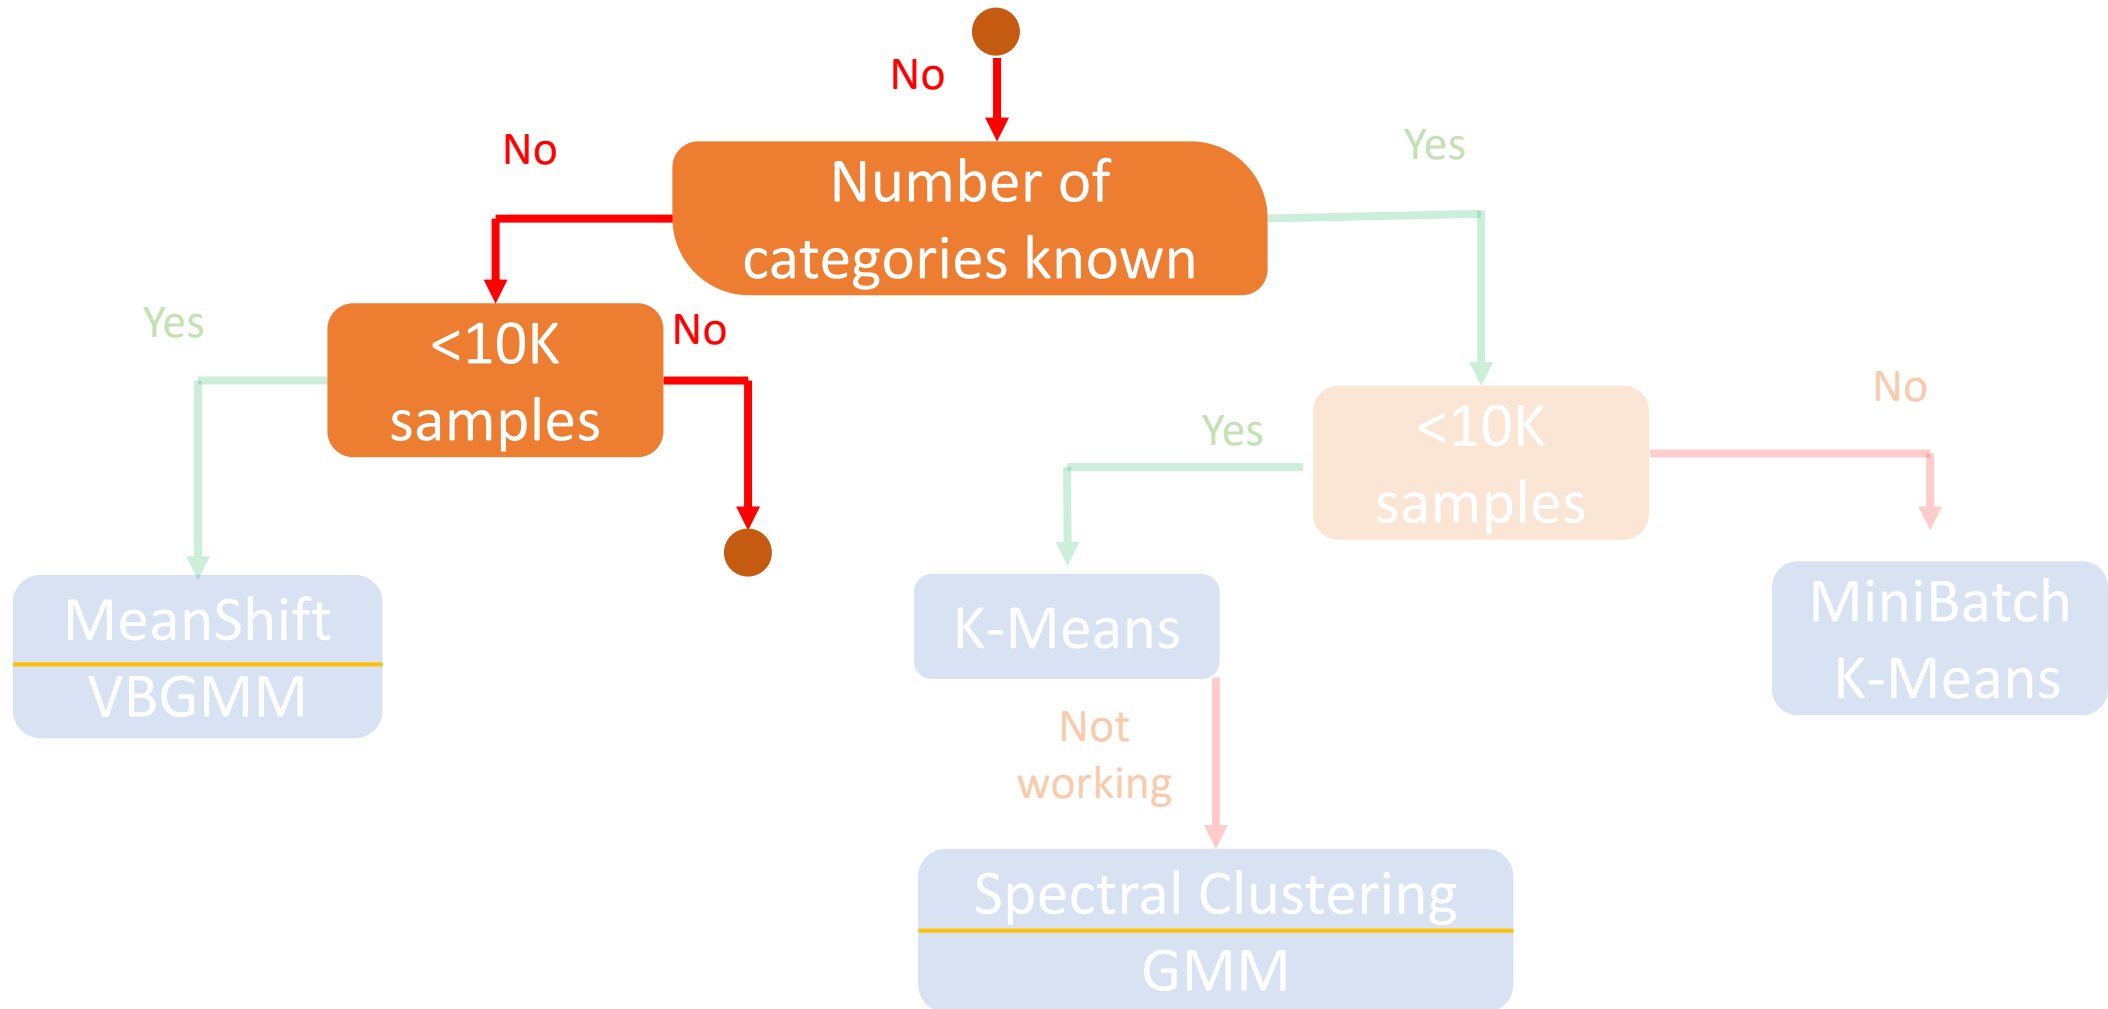 No
No
Number of
categories known
Yes
Yes
<10K
samples
No
Yes
<10K
samples
No
MeanShift
VBGMM
K-Means
MiniBatch
K-Means
Not
working
Spectral Clustering
GMM